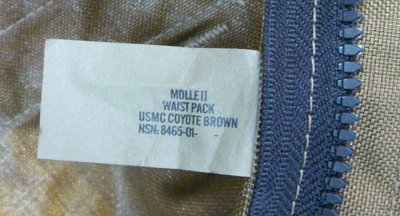 MOLLE II
WAIST PACK
USMC COYOTE BROWN
NSN: 8465-01- -